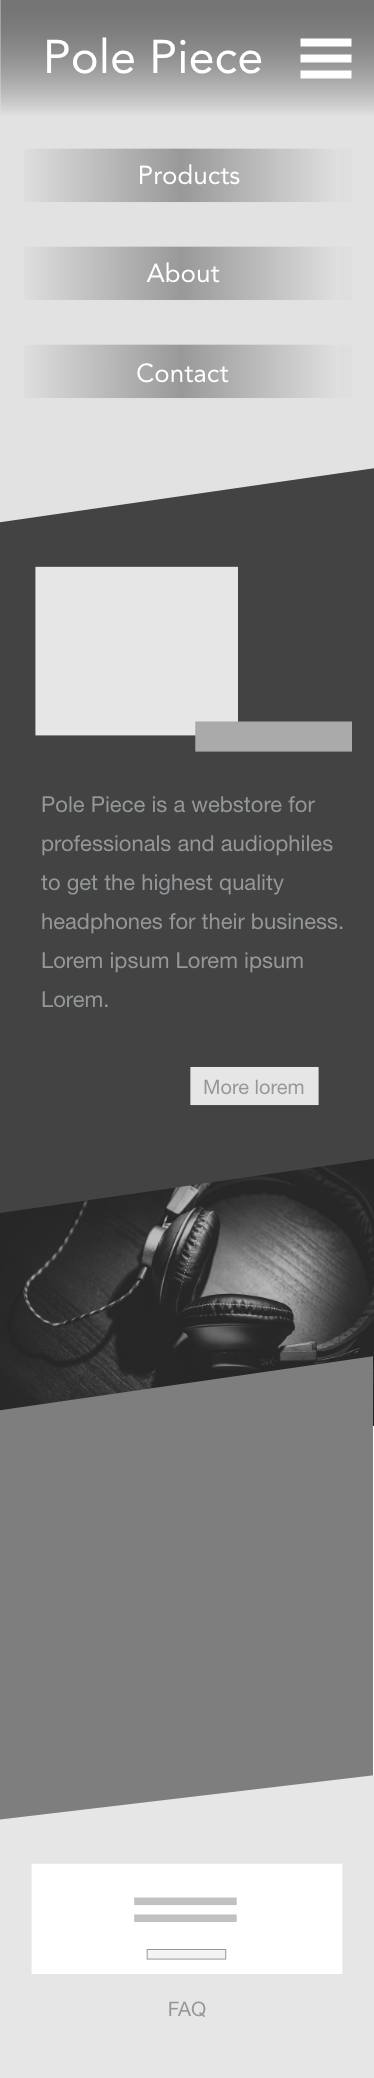 Pole Piece
Products
About
Contact
Pole Piece is a webstore for
professionals and audiophiles
to get the highest quality
headphones for their business.
Lorem ipsum Lorem ipsum
Lorem.
More lorem
FAQ